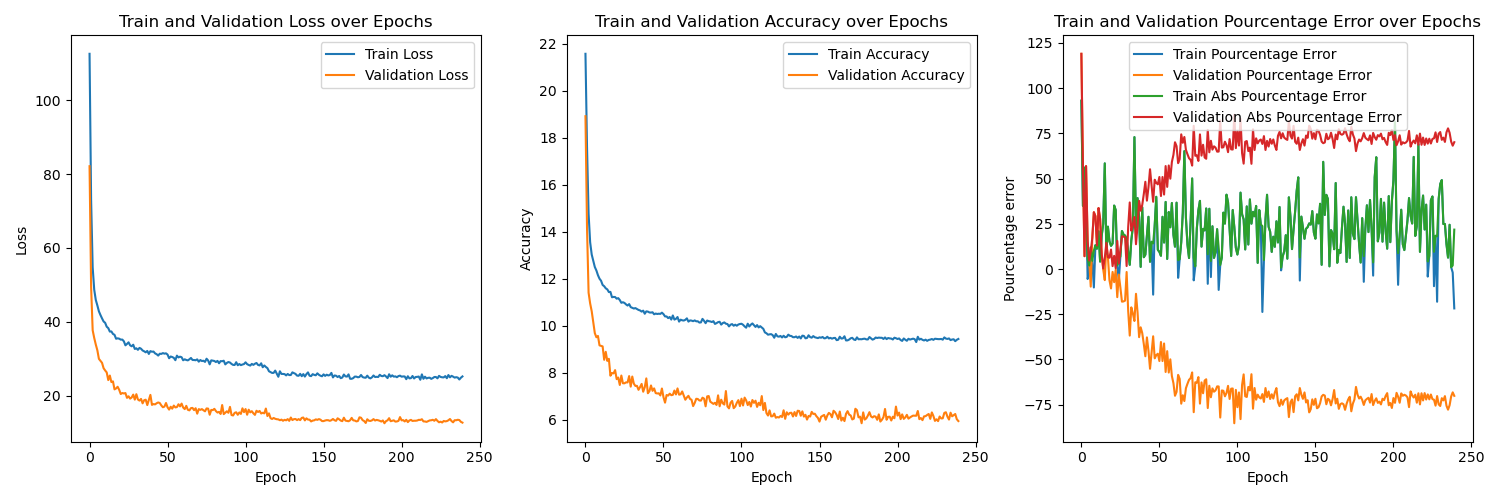 Train and Validation Loss over Epochs
Train Loss
Validation Loss
Loss
100
80
60
40
20
0
50
100
150
200
250
Epoch
Train and Validation Accuracy over Epochs
Train Accuracy
Validation Accuracy
Accuracy
22
20
18
16
14
12
10
8
6
0
50
100
150
200
250
Epoch
Train and Validation Pourcentage Error over Epochs
Train Pourcentage Error
Validation Pourcentage Error
Train Abs Pourcentage Error
Validation Abs Pourcentage Error
Pourcentage error
125
100
75
50
25
0
−25
−50
−75
0
50
100
150
200
250
Epoch